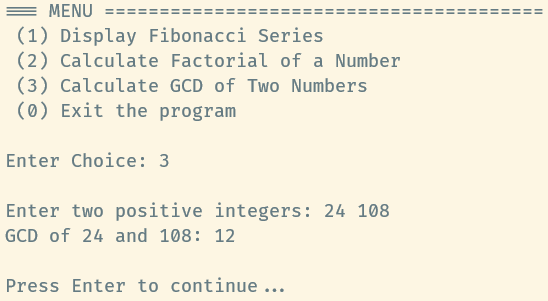 === MENU ========================================
(1) Display Fibonacci Series
(2) Calculate Factorial of a Number
(3) Calculate GCD of Two Numbers
(0) Exit the program
Enter Choice: 3
Enter two positive integers: 24 108
GCD of 24 and 108: 12
Press Enter to continue...